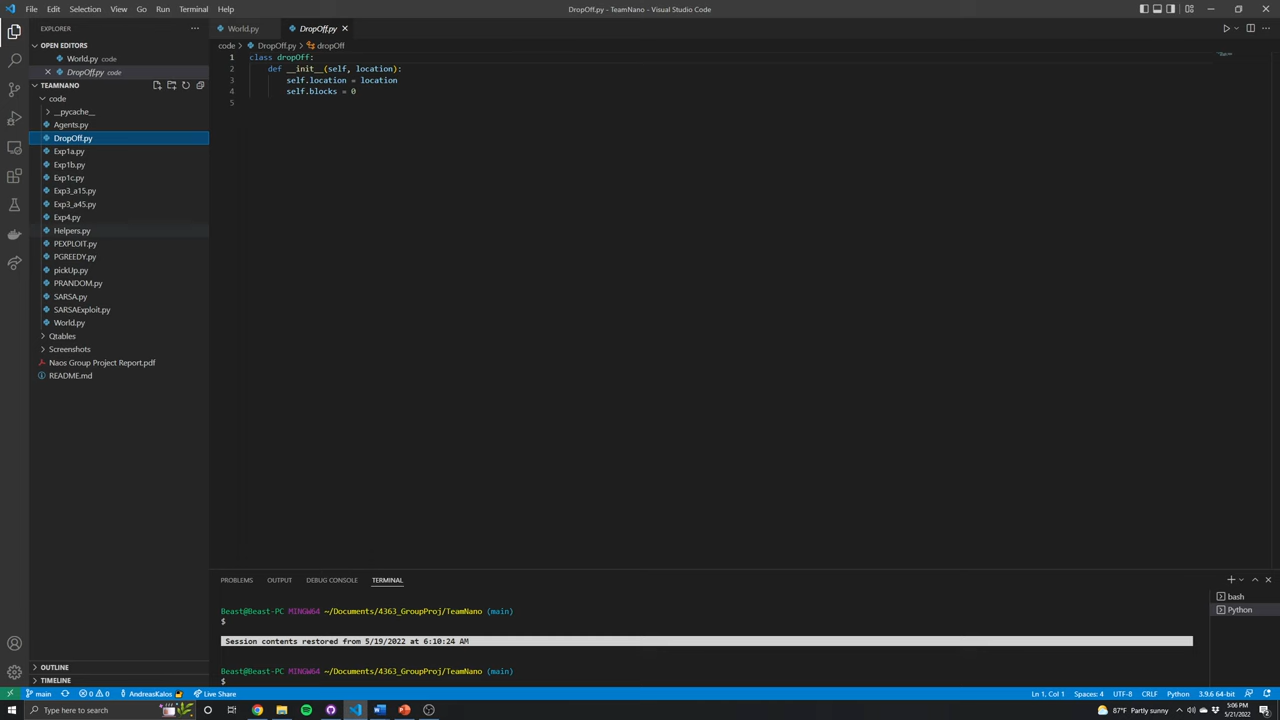 File Edit Selection View Go Run Terminal Help
DropOff.py - TeamNano - Visual Studio Code
EXPLORER
OPEN EDITORS
World.py code
DropOff.py code
TEAMNANO
code
__pycache__
Agents.py
DropOff.py
Exp1a.py
Exp1b.py
Exp1c.py
Exp3_a15.py
Exp3_a45.py
Exp4.py
Helpers.py
PEXPLOIT.py
PGREEDY.py
pickUp.py
PRANDOM.py
SARSA.py
SARSAExploit.py
World.py
Qtables
Screenshots
Naos Group Project Report.pdf
README.md
OUTLINE
TIMELINE
World.py DropOff.py
code > DropOff.py > dropOff
1 class dropOff:
2 def __init__(self, location):
3 self.location = location
4 self.blocks = 0
5
PROBLEMS OUTPUT DEBUG CONSOLE TERMINAL
Beast@Beast-PC MINGW64 ~/Documents/4363_GroupProj/TeamNano (main)
$
Session contents restored from 5/19/2022 at 6:10:24 AM
Beast@Beast-PC MINGW64 ~/Documents/4363_GroupProj/TeamNano (main)
$
bash
Python
main 0 0 AndreasKalos Live Share
Ln 1, Col 1 Spaces: 4 UTF-8 CRLF Python 3.9.6 64-bit
Type here to search
87°F Partly sunny
5:06 PM
5/21/2022
2